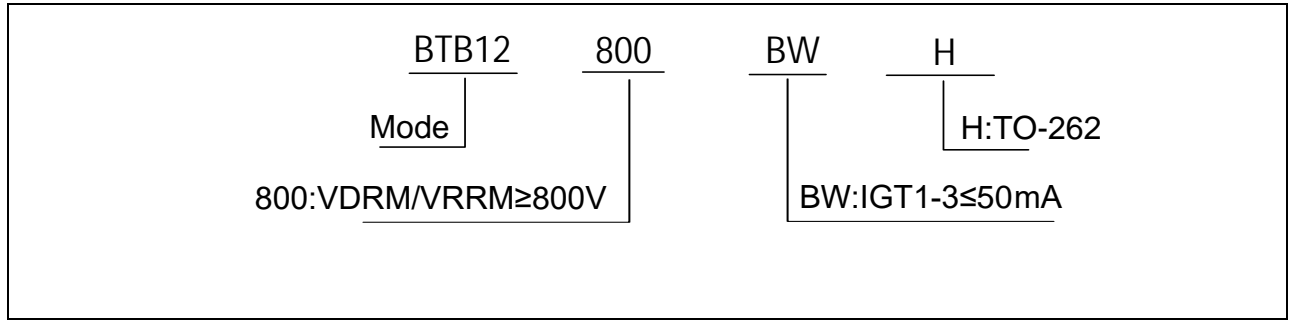 BTB12 800 BW H
Mode H:TO-262
800:VDRM/VRRM≥800V BW:IGT1-3≤50mA